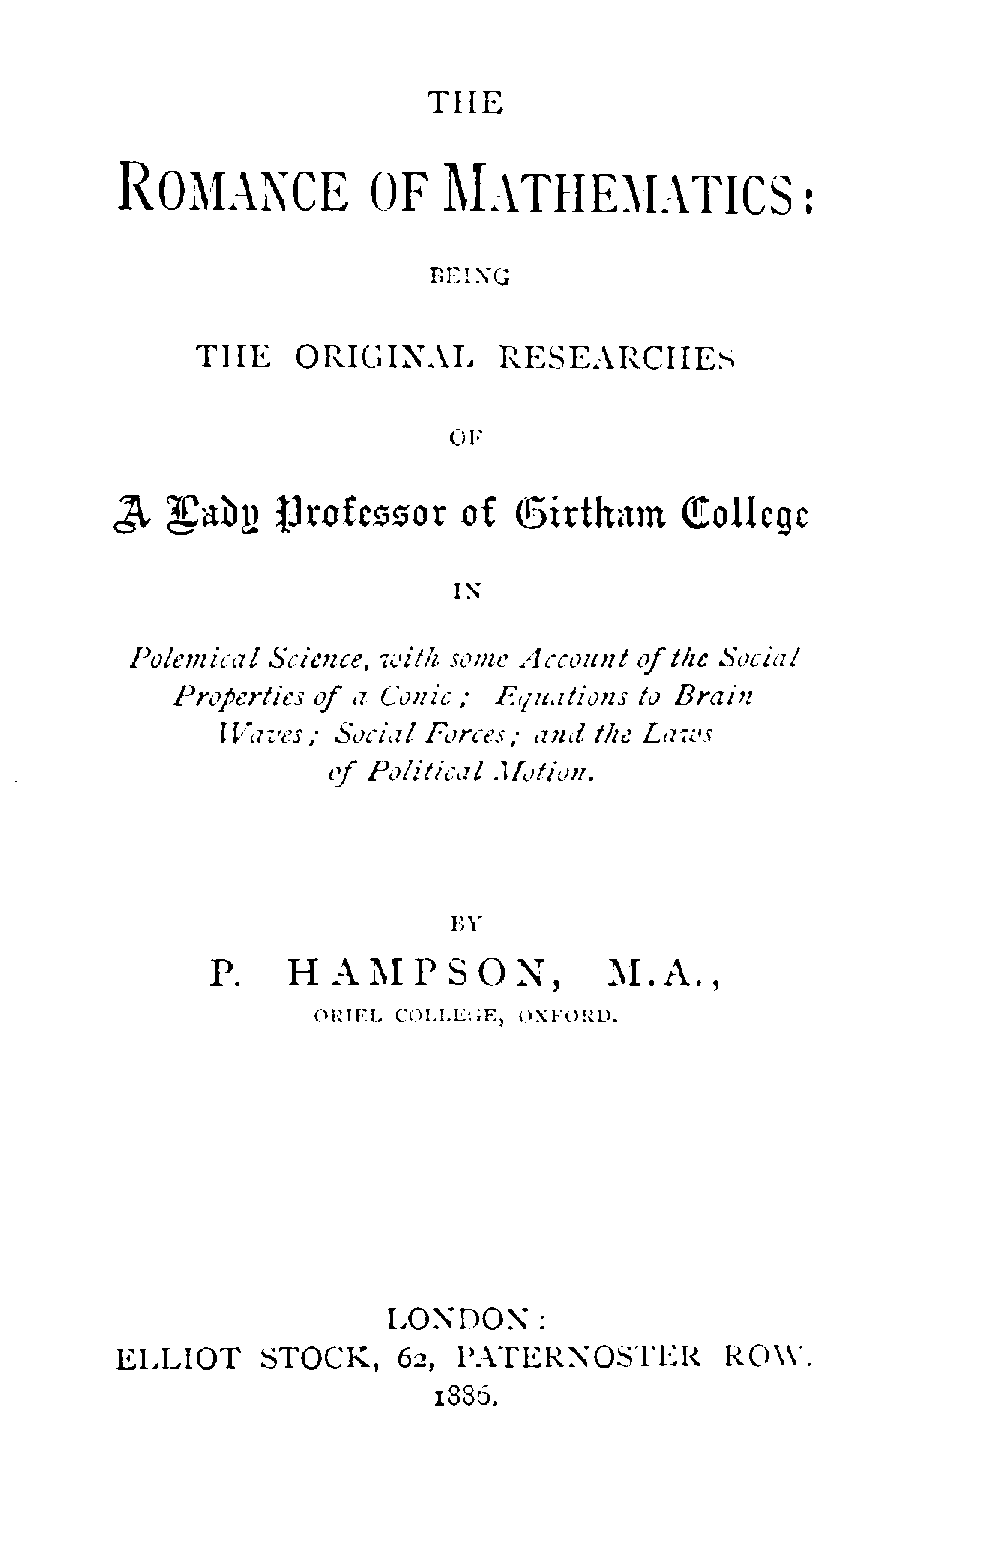 THE
ROMANCE OF MATHEMATICS:
BEING
THE ORIGINAL RESEARCHES
OF
A Lady Professor of Girtham College
IN
Polemical Science, with some Account of the Social
Properties of a Conic; Equations to Brain
Waves; Social Forces; and the Laws
of Political Motion.
BY
P. HAMPSON, M.A.,
ORIEL COLLEGE, OXFORD.
LONDON:
ELLIOT STOCK, 62, PATERNOSTER ROW.
1886.